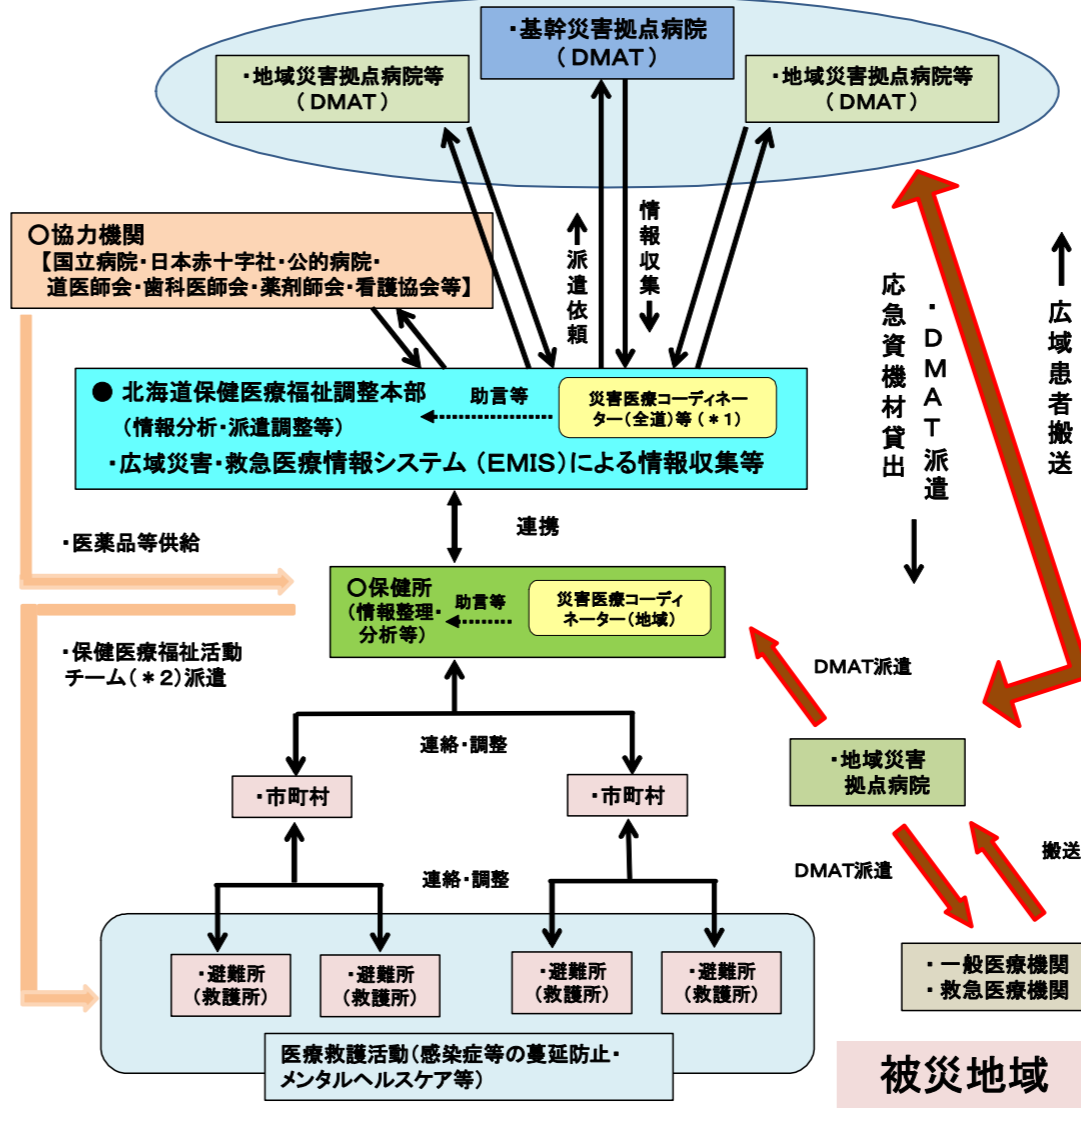 ・基幹災害拠点病院
(DMAT)
・地域災害拠点病院等
(DMAT)
・地域災害拠点病院等
(DMAT)
〇協力機関
【国立病院・日本赤十字社・公的病院・
道医師会・歯科医師会・薬剤師会・看護協会等】
派遣依頼
情報収集
・DMAT派遣
応急資機材貸出
広域患者搬送
● 北海道保健医療福祉調整本部
(情報分析・派遣調整等)
助言等
災害医療コーディネー
ター(全道)等(*1)
・広域災害・救急医療情報システム(EMIS)による情報収集等
連携
・医薬品等供給
〇保健所
(情報整理・
分析等)
助言等
災害医療コーディ
ネーター(地域)
・保健医療福祉活動
チーム(*2)派遣
DMAT派遣
連絡・調整
・地域災害
拠点病院
・市町村
・市町村
搬送
DMAT派遣
連絡・調整
・避難所
(救護所)
・避難所
(救護所)
・避難所
(救護所)
・避難所
(救護所)
・一般医療機関
・救急医療機関
医療救護活動(感染症等の蔓延防止・
メンタルヘルスケア等)
被災地域